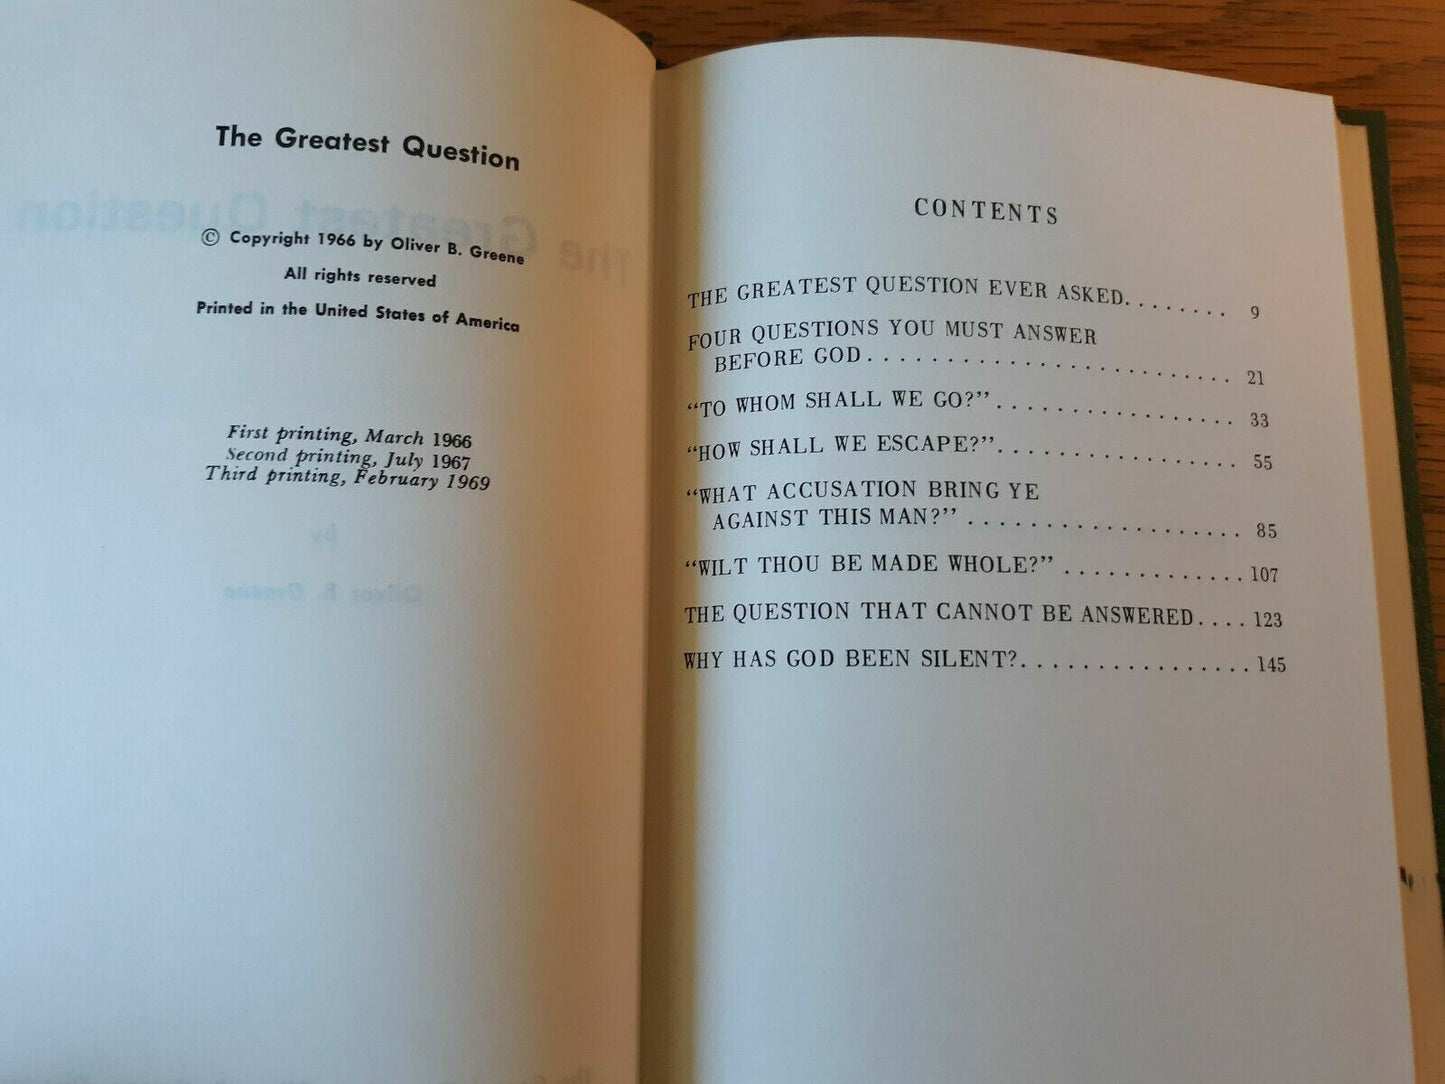 The Greatest Question
© Copyright 1966 by Oliver B. Greene
All rights reserved
Printed in the United States of America
First printing, March 1966
Second printing, July 1967
Third printing, February 1969
CONTENTS
THE GREATEST QUESTION EVER ASKED........ 9
FOUR QUESTIONS YOU MUST ANSWER
BEFORE GOD........................ 21
"TO WHOM SHALL WE GO?"................ 33
"HOW SHALL WE ESCAPE?"................ 55
"WHAT ACCUSATION BRING YE
AGAINST THIS MAN?" .................. 85
"WILT THOU BE MADE WHOLE?" ............ 107
THE QUESTION THAT CANNOT BE ANSWERED.... 123
WHY HAS GOD BEEN SILENT?................ 145